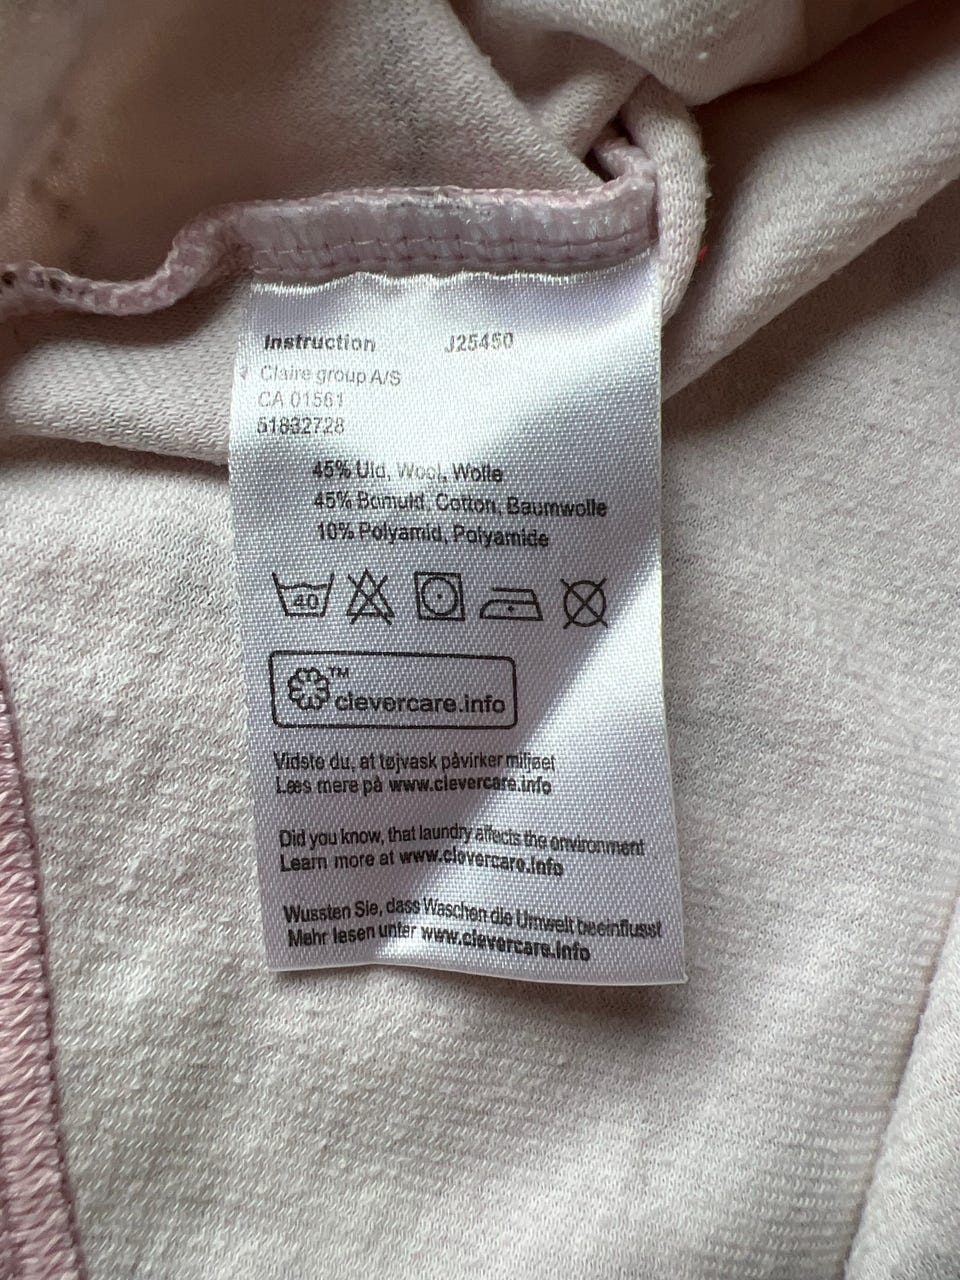 Instruction J25450
Claire group A/S
CA 01561
51832728
45% Uld, Wool, Wolle
45% Bomuld, Cotton, Baumwolle
10% Polyamid, Polyamide
40
™
clevercare.info
Vidste du, at tøjvask påvirker miljøet
Læs mere på www.clevercare.info
Did you know, that laundry affects the environment
Learn more at www.clevercare.info
Wussten Sie, dass Waschen die Umwelt beeinflusst
Mehr lesen unter www.clevercare.info